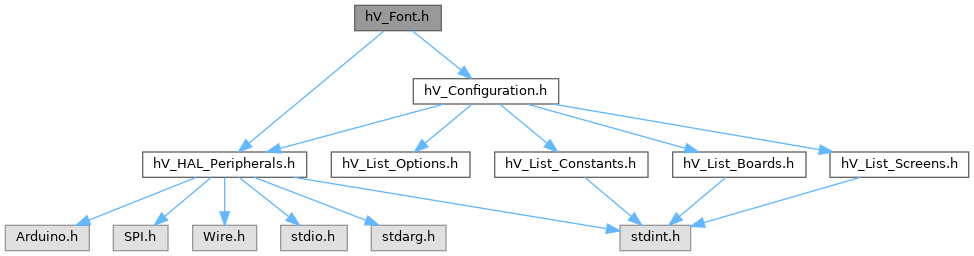 hV_Font.h
hV_Configuration.h
hV_HAL_Peripherals.h
hV_List_Options.h
hV_List_Constants.h
hV_List_Boards.h
hV_List_Screens.h
Arduino.h
SPI.h
Wire.h
stdio.h
stdarg.h
stdint.h